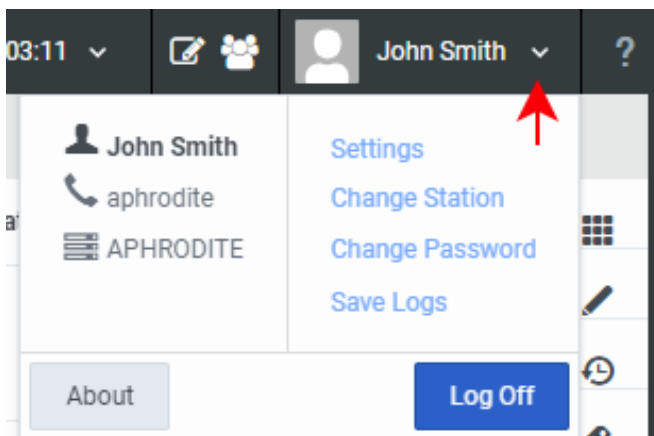 03:11 John Smith ?
John Smith
aphrodite
APHRODITE
Settings
Change Station
Change Password
Save Logs
About
Log Off